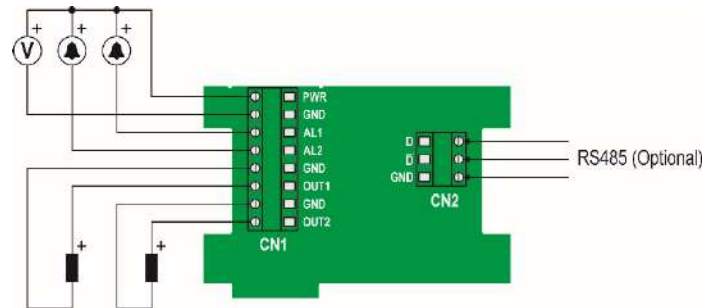 +
+
+
V
PWR
GND
AL1
AL2
GND
OUT1
GND
OUT2
CN1
D
D
GND
CN2
RS485 (Optional)
+
+